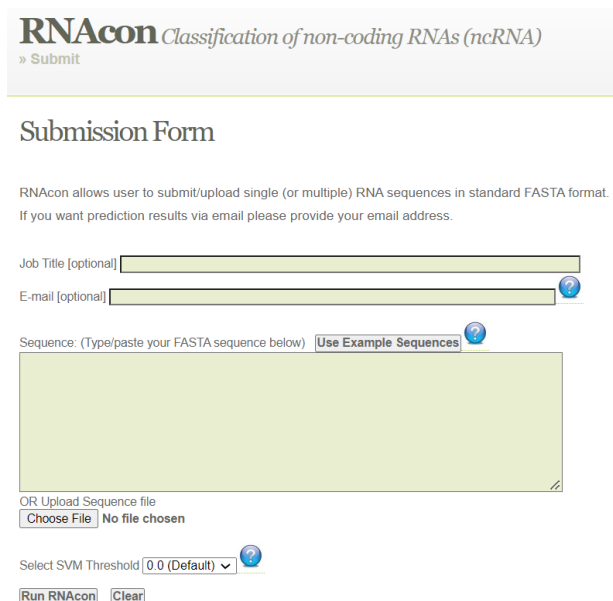 RNAcon Classification of non-coding RNAs (ncRNA)
» Submit
Submission Form
RNAcon allows user to submit/upload single (or multiple) RNA sequences in standard FASTA format.
If you want prediction results via email please provide your email address.
Job Title [optional]
E-mail [optional] ?
Sequence: (Type/paste your FASTA sequence below) Use Example Sequences ?
OR Upload Sequence file
Choose File No file chosen
Select SVM Threshold 0.0 (Default) ?
Run RNAcon Clear